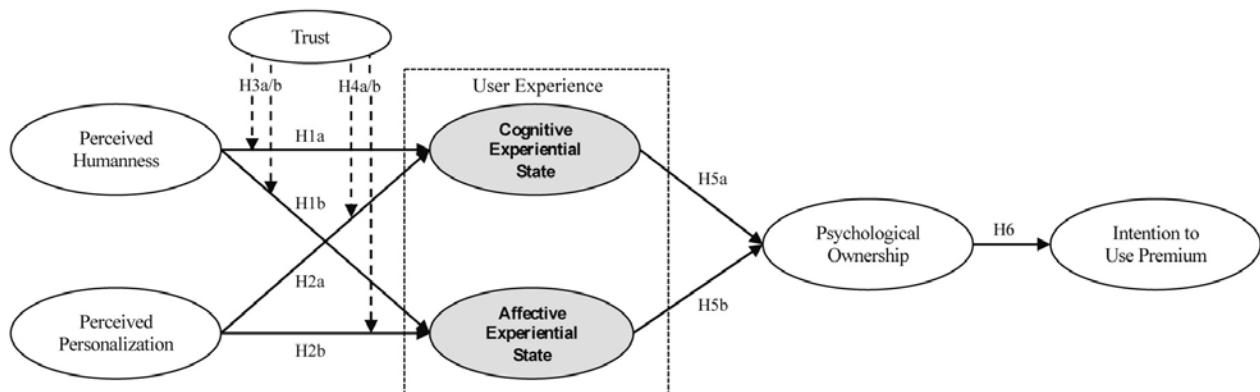 Trust
H3a/b
H4a/b
User Experience
Perceived
Humanness
H1a
Cognitive
Experiential
State
H1b
H5a
Psychological
Ownership
H6
Intention to
Use Premium
H2a
H5b
Perceived
Personalization
H2b
Affective
Experiential
State